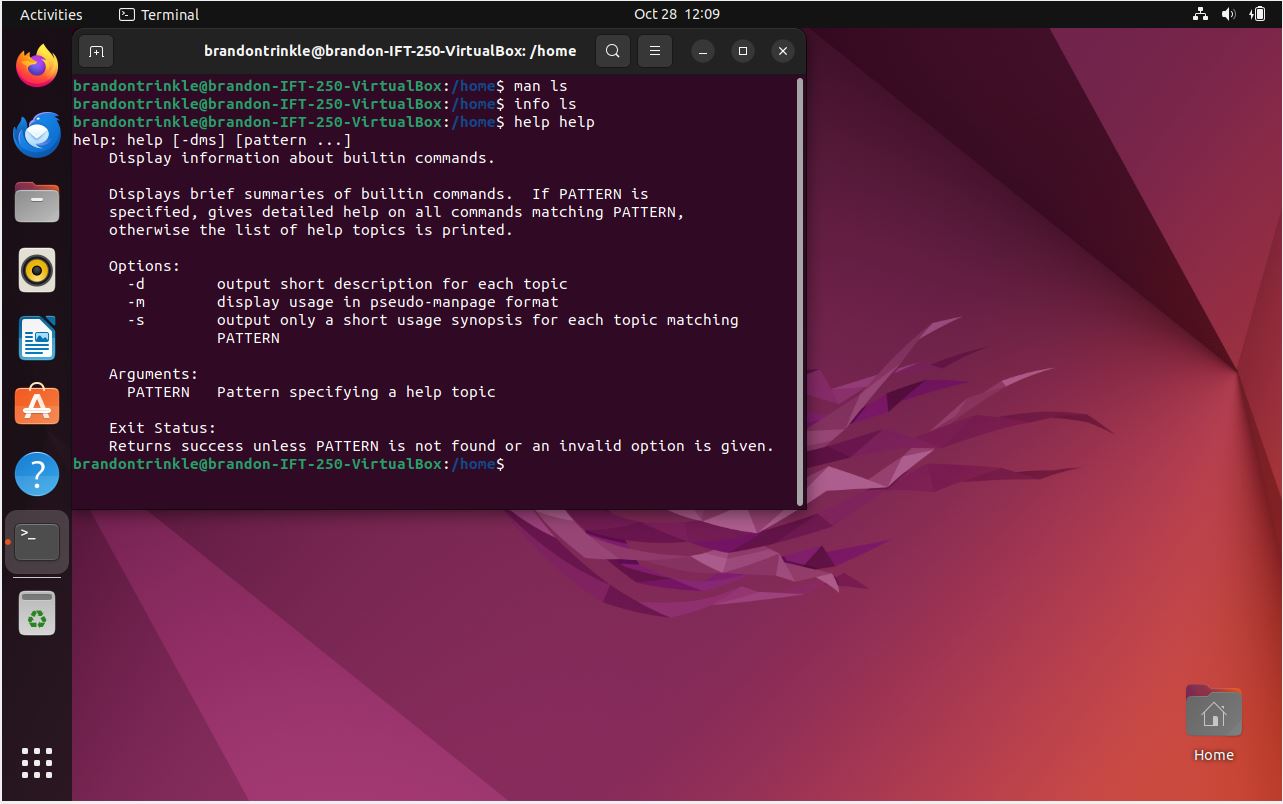 Activities
Terminal
Oct 28 12:09
brandontrinkle@brandon-IFT-250-VirtualBox: /home
brandontrinkle@brandon-IFT-250-VirtualBox:/home$ man ls
brandontrinkle@brandon-IFT-250-VirtualBox:/home$ info ls
brandontrinkle@brandon-IFT-250-VirtualBox:/home$ help help
help: help [-dms] [pattern ...]
    Display information about builtin commands.

    Displays brief summaries of builtin commands.  If PATTERN is
    specified, gives detailed help on all commands matching PATTERN,
    otherwise the list of help topics is printed.

    Options:
      -d        output short description for each topic
      -m        display usage in pseudo-manpage format
      -s        output only a short usage synopsis for each topic matching
                PATTERN

    Arguments:
      PATTERN   Pattern specifying a help topic

    Exit Status:
    Returns success unless PATTERN is not found or an invalid option is given.
brandontrinkle@brandon-IFT-250-VirtualBox:/home$
Home